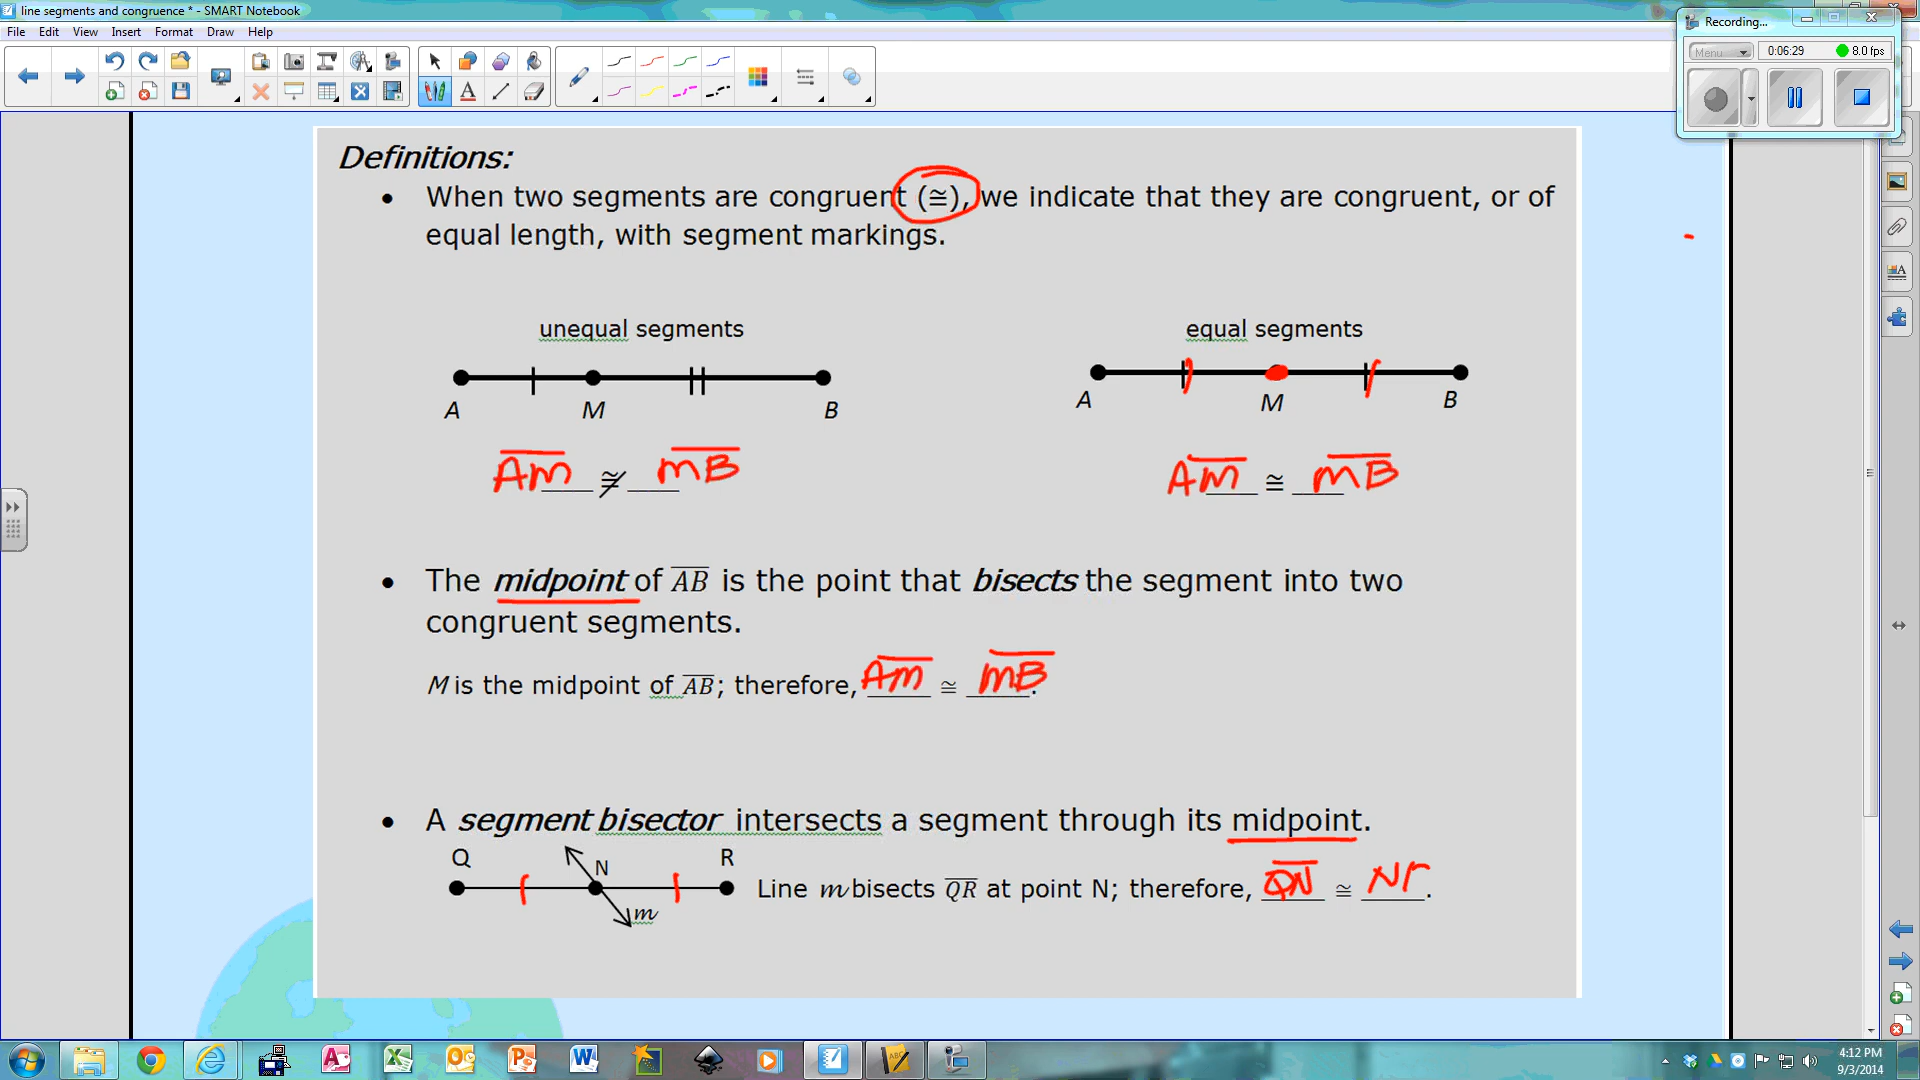 line segments and congruence * - SMART Notebook
File Edit View Insert Format Draw Help
Recording...
Menu 0:06:29 8.0 fps
Definitions:
• When two segments are congruent (≅), we indicate that they are congruent, or of
equal length, with segment markings.
unequal segments
equal segments
A M B
A M B
AM ≇ MB
AM ≅ MB
• The midpoint of AB is the point that bisects the segment into two
congruent segments.
M is the midpoint of AB; therefore, AM ≅ MB.
• A segment bisector intersects a segment through its midpoint.
Q N R
m
Line m bisects QR at point N; therefore, QN ≅ Nr.
4:12 PM
9/3/2014